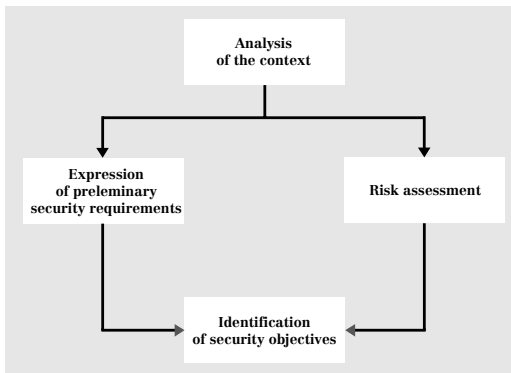 Analysis
of the context
Expression
of preleminary
security requirements
Risk assessment
Identification
of security objectives